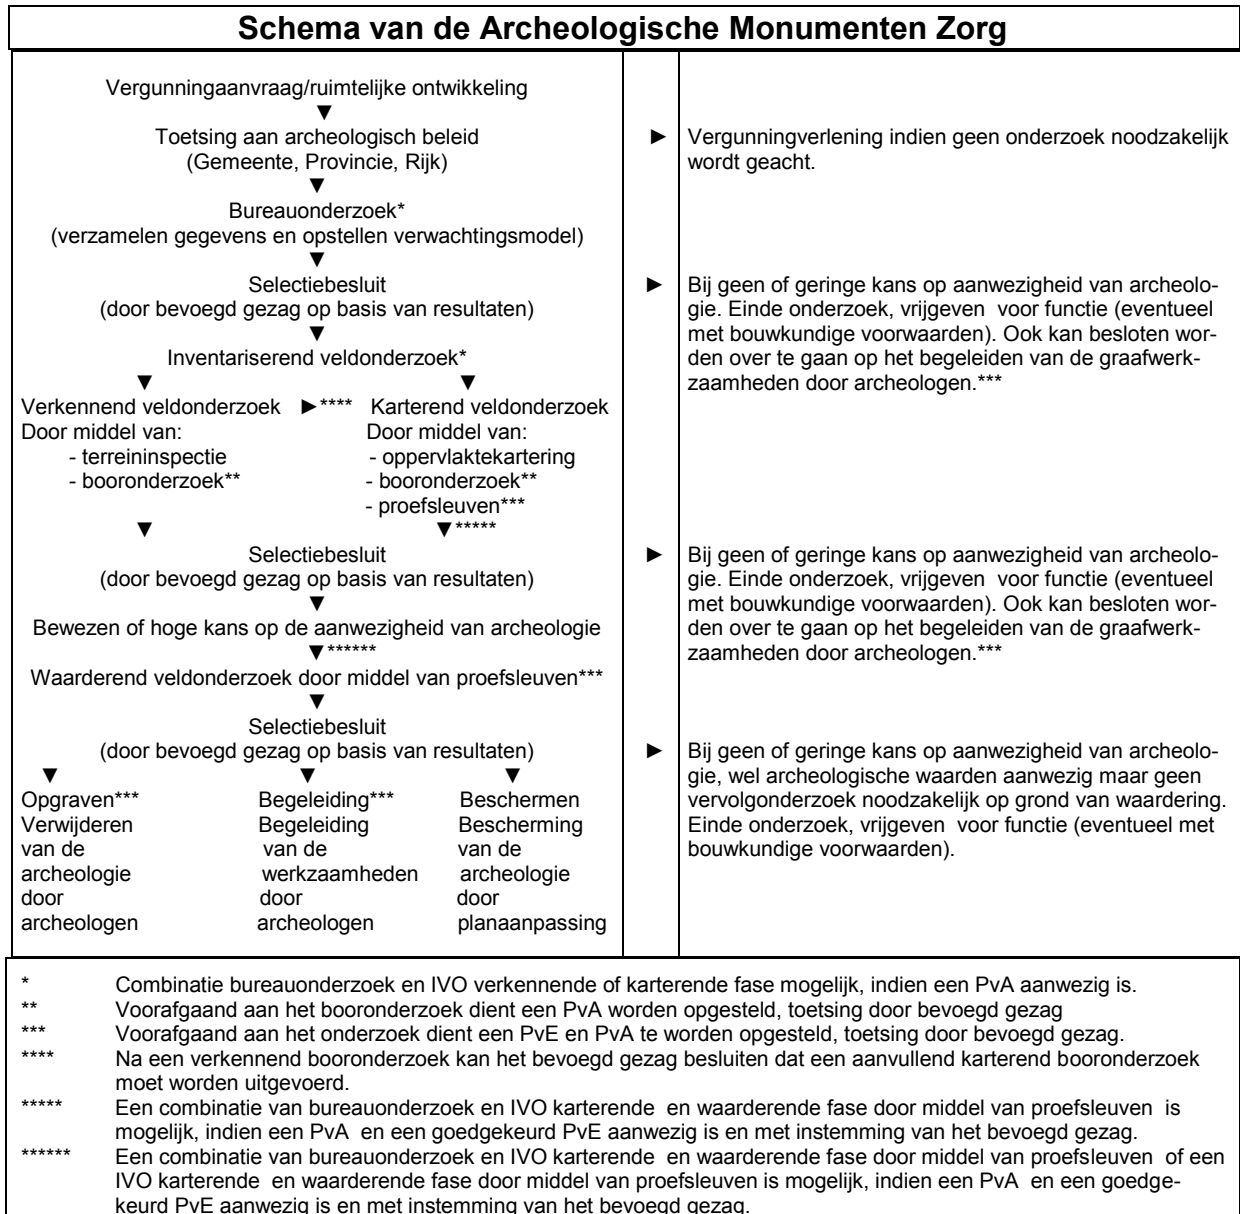 Schema van de Archeologische Monumenten Zorg
Vergunningaanvraag/ruimtelijke ontwikkeling
▼
Toetsing aan archeologisch beleid
(Gemeente, Provincie, Rijk)
► Vergunningverlening indien geen onderzoek noodzakelijk
wordt geacht.
▼
Bureauonderzoek*
(verzamelen gegevens en opstellen verwachtingsmodel)
▼
Selectiebesluit
(door bevoegd gezag op basis van resultaten)
▼
► Bij geen of geringe kans op aanwezigheid van archeolo-
gie. Einde onderzoek, vrijgeven voor functie (eventueel
met bouwkundige voorwaarden). Ook kan besloten wor-
den over te gaan op het begeleiden van de graafwerk-
zaamheden door archeologen.***
Inventariserend veldonderzoek*
▼ ▼
Verkennend veldonderzoek ►**** Karterend veldonderzoek
Door middel van: Door middel van:
- terreininspectie - oppervlaktekartering
- booronderzoek** - booronderzoek**
- proefsleuven***
▼ ▼*****
Selectiebesluit
(door bevoegd gezag op basis van resultaten)
▼
Bewezen of hoge kans op de aanwezigheid van archeologie
▼******
► Bij geen of geringe kans op aanwezigheid van archeolo-
gie. Einde onderzoek, vrijgeven voor functie (eventueel
met bouwkundige voorwaarden). Ook kan besloten wor-
den over te gaan op het begeleiden van de graafwerk-
zaamheden door archeologen.***
Waarderend veldonderzoek door middel van proefsleuven***
▼
Selectiebesluit
(door bevoegd gezag op basis van resultaten)
▼ ▼ ▼
Opgraven*** Begeleiding*** Beschermen
Verwijderen Begeleiding Bescherming
van de van de van de
archeologie werkzaamheden archeologie
door door door
archeologen archeologen planaanpassing
► Bij geen of geringe kans op aanwezigheid van archeolo-
gie, wel archeologische waarden aanwezig maar geen
vervolgonderzoek noodzakelijk op grond van waardering.
Einde onderzoek, vrijgeven voor functie (eventueel met
bouwkundige voorwaarden).
* Combinatie bureauonderzoek en IVO verkennende of karterende fase mogelijk, indien een PvA aanwezig is.
** Voorafgaand aan het booronderzoek dient een PvA worden opgesteld, toetsing door bevoegd gezag
*** Voorafgaand aan het onderzoek dient een PvE en PvA te worden opgesteld, toetsing door bevoegd gezag.
**** Na een verkennend booronderzoek kan het bevoegd gezag besluiten dat een aanvullend karterend booronderzoek
moet worden uitgevoerd.
***** Een combinatie van bureauonderzoek en IVO karterende en waarderende fase door middel van proefsleuven is
mogelijk, indien een PvA en een goedgekeurd PvE aanwezig is en met instemming van het bevoegd gezag.
****** Een combinatie van bureauonderzoek en IVO karterende en waarderende fase door middel van proefsleuven of een
IVO karterende en waarderende fase door middel van proefsleuven is mogelijk, indien een PvA en een goedge-
keurd PvE aanwezig is en met instemming van het bevoegd gezag.